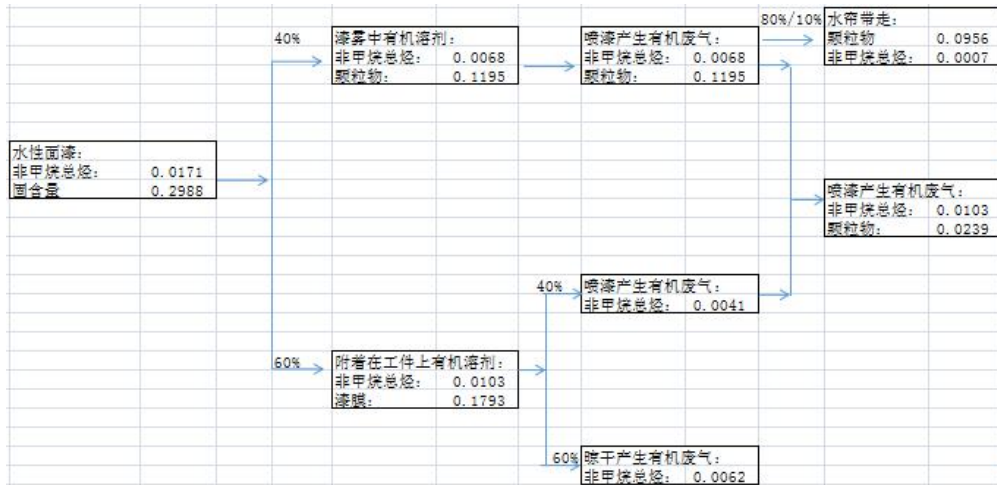 80%/10%
水帘带走:
颗粒物 0.0956
非甲烷总烃: 0.0007
40%
漆雾中有机溶剂:
非甲烷总烃: 0.0068
颗粒物: 0.1195
喷漆产生有机废气:
非甲烷总烃: 0.0068
颗粒物: 0.1195
水性面漆:
非甲烷总烃: 0.0171
固含量 0.2988
喷漆产生有机废气:
非甲烷总烃: 0.0103
颗粒物: 0.0239
40%
喷漆产生有机废气:
非甲烷总烃: 0.0041
60%
附着在工件上有机溶剂:
非甲烷总烃: 0.0103
漆膜: 0.1793
60%
晾干产生有机废气:
非甲烷总烃: 0.0062